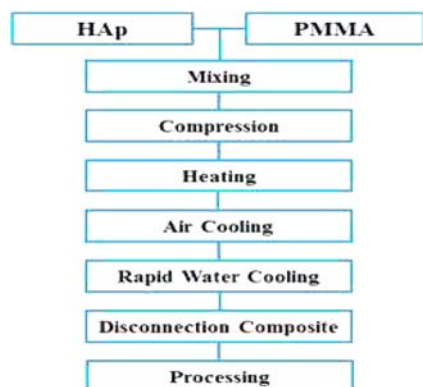 HAp
PMMA
Mixing
Compression
Heating
Air Cooling
Rapid Water Cooling
Disconnection Composite
Processing